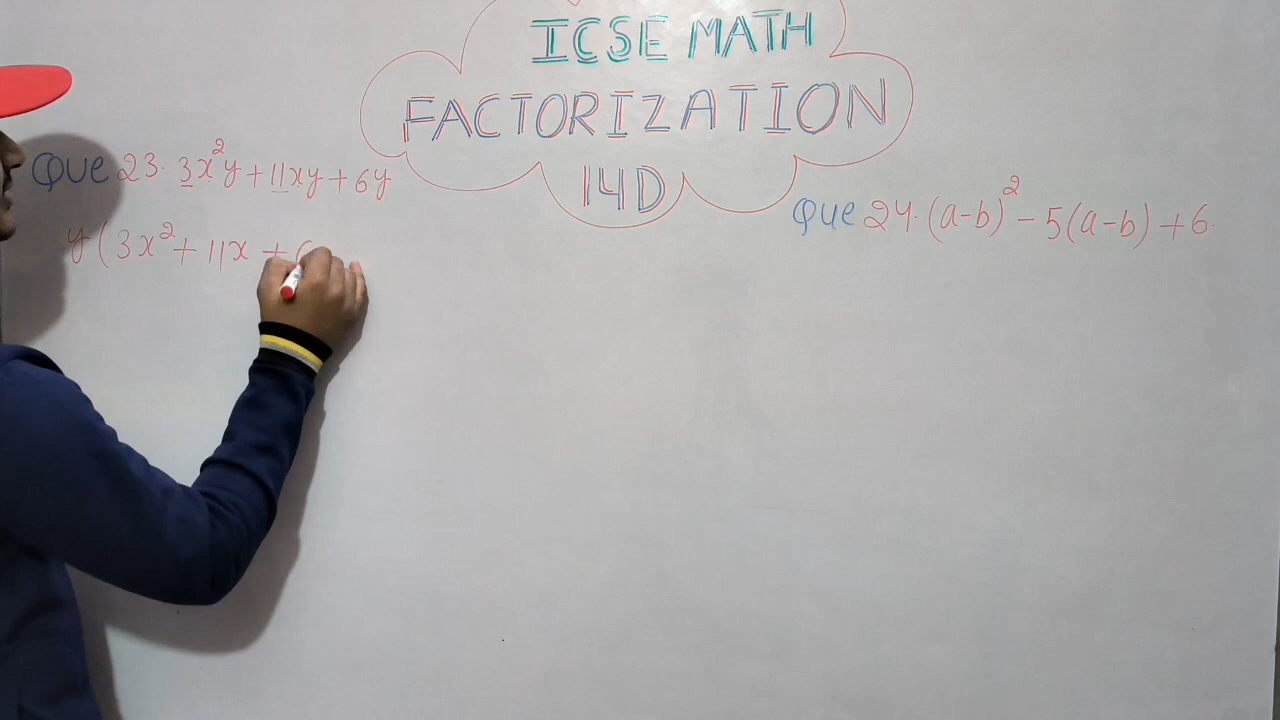 ICSE MATH
FACTORIZATION
14D
Que 23. 3x²y + 11xy + 6y
y(3x² + 11x + 6
Que 24. (a-b)² - 5(a-b) + 6.